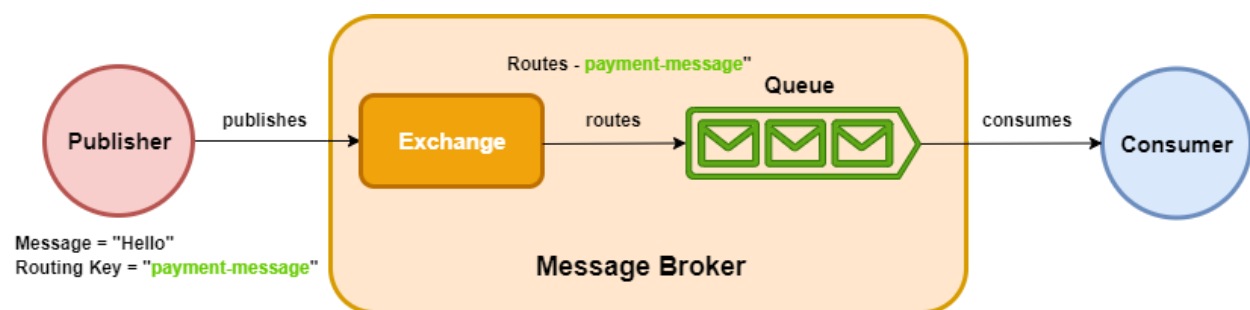 Routes - payment-message"
Queue
publishes
routes
consumes
Publisher
Exchange
Consumer
Message = "Hello"
Routing Key = "payment-message"
Message Broker